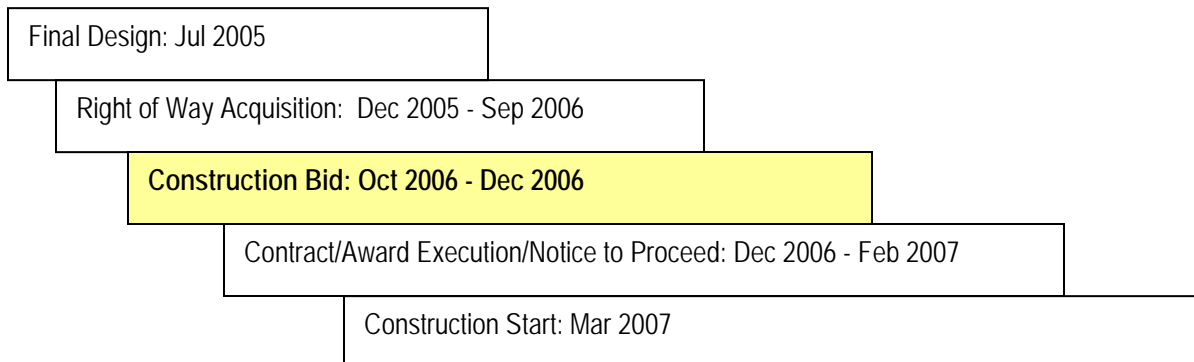 Final Design: Jul 2005
Right of Way Acquisition: Dec 2005 - Sep 2006
Construction Bid: Oct 2006 - Dec 2006
Contract/Award Execution/Notice to Proceed: Dec 2006 - Feb 2007
Construction Start: Mar 2007